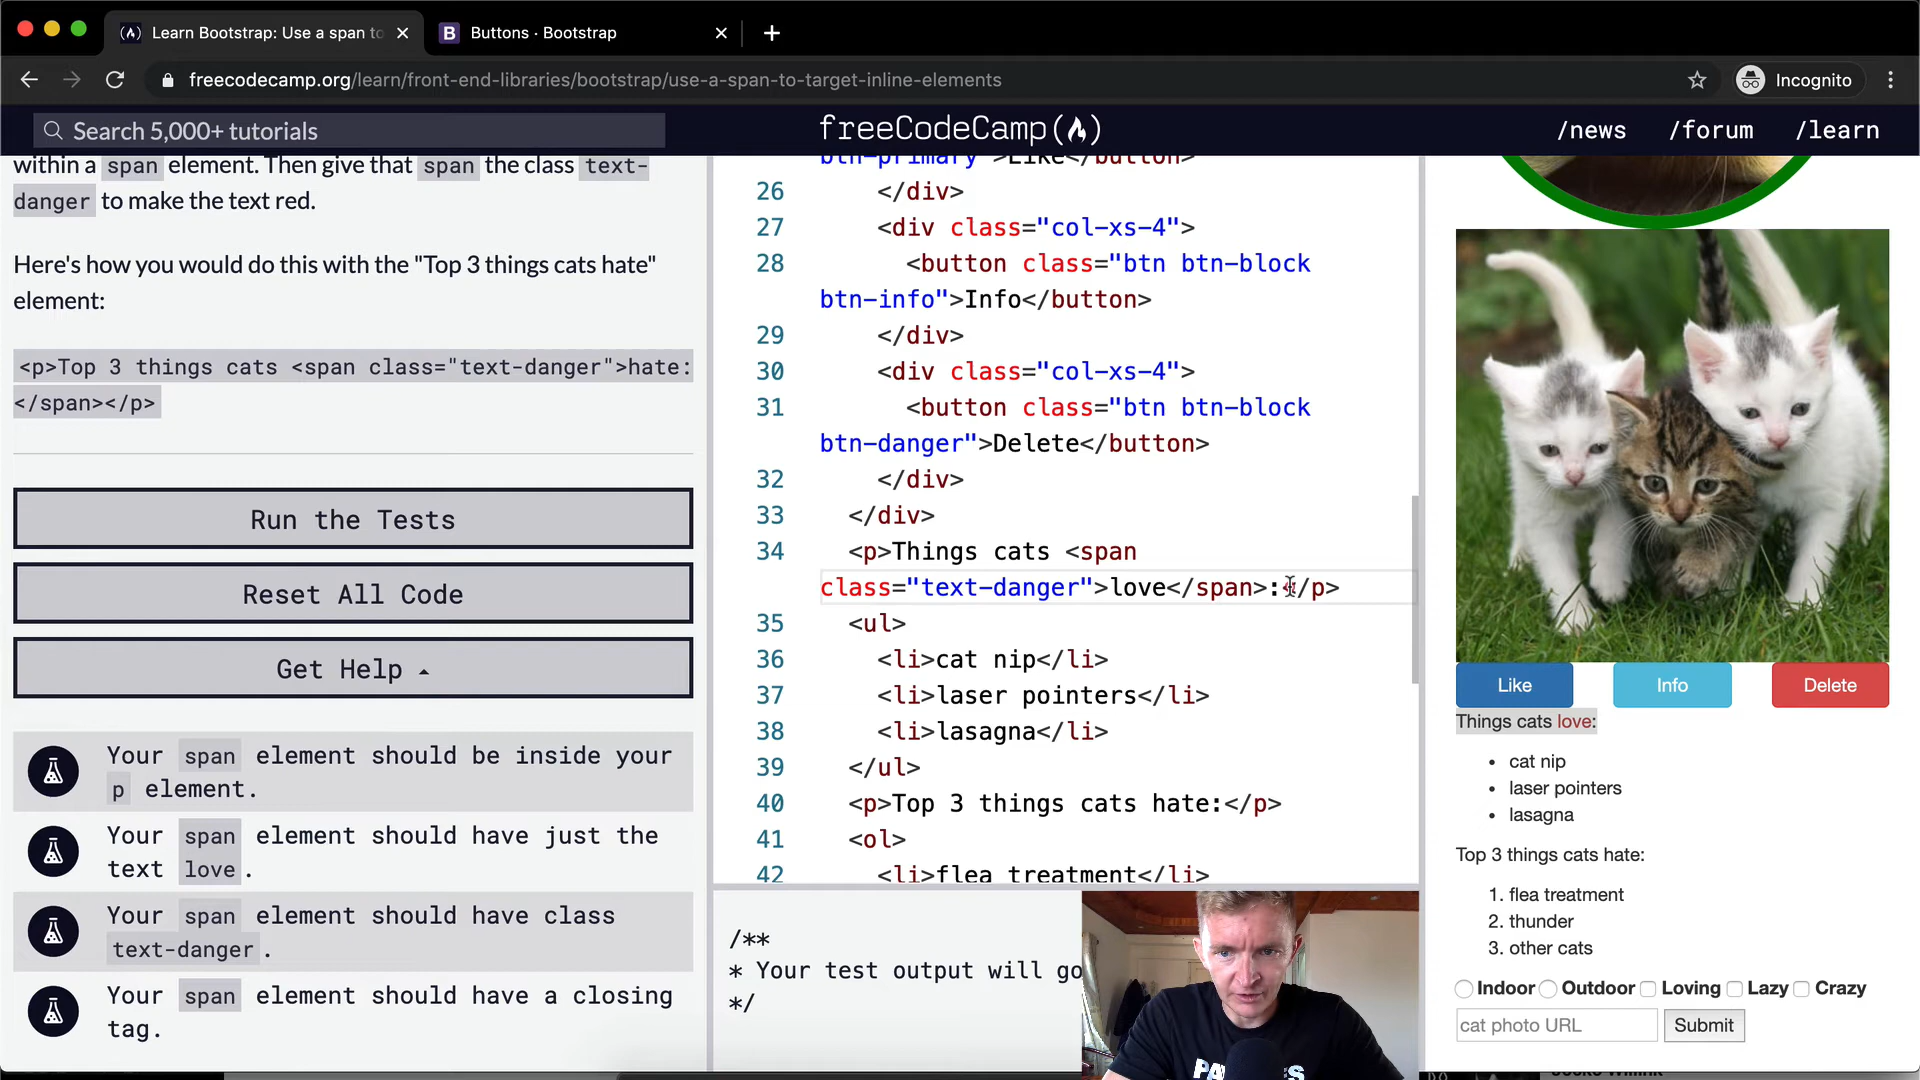 Learn Bootstrap: Use a span to
Buttons · Bootstrap
freecodecamp.org/learn/front-end-libraries/bootstrap/use-a-span-to-target-inline-elements
Incognito
Search 5,000+ tutorials
freeCodeCamp
/news
/forum
/learn
within a span element. Then give that span the class text-
danger to make the text red.
Here's how you would do this with the "Top 3 things cats hate"
element:
<p>Top 3 things cats <span class="text-danger">hate:
</span></p>
Run the Tests
Reset All Code
Get Help
Your span element should be inside your
p element.
Your span element should have just the
text love.
Your span element should have class
text-danger.
Your span element should have a closing
tag.
btn-primary">Like</button>
26 </div>
27 <div class="col-xs-4">
28 <button class="btn btn-block
btn-info">Info</button>
29 </div>
30 <div class="col-xs-4">
31 <button class="btn btn-block
btn-danger">Delete</button>
32 </div>
33 </div>
34 <p>Things cats <span
class="text-danger">love</span>:</p>
35 <ul>
36 <li>cat nip</li>
37 <li>laser pointers</li>
38 <li>lasagna</li>
39 </ul>
40 <p>Top 3 things cats hate:</p>
41 <ol>
42 <li>flea treatment</li>
/**
* Your test output will go
*/
Like
Info
Delete
Things cats love:
• cat nip
• laser pointers
• lasagna
Top 3 things cats hate:
1. flea treatment
2. thunder
3. other cats
Indoor Outdoor Loving Lazy Crazy
cat photo URL
Submit